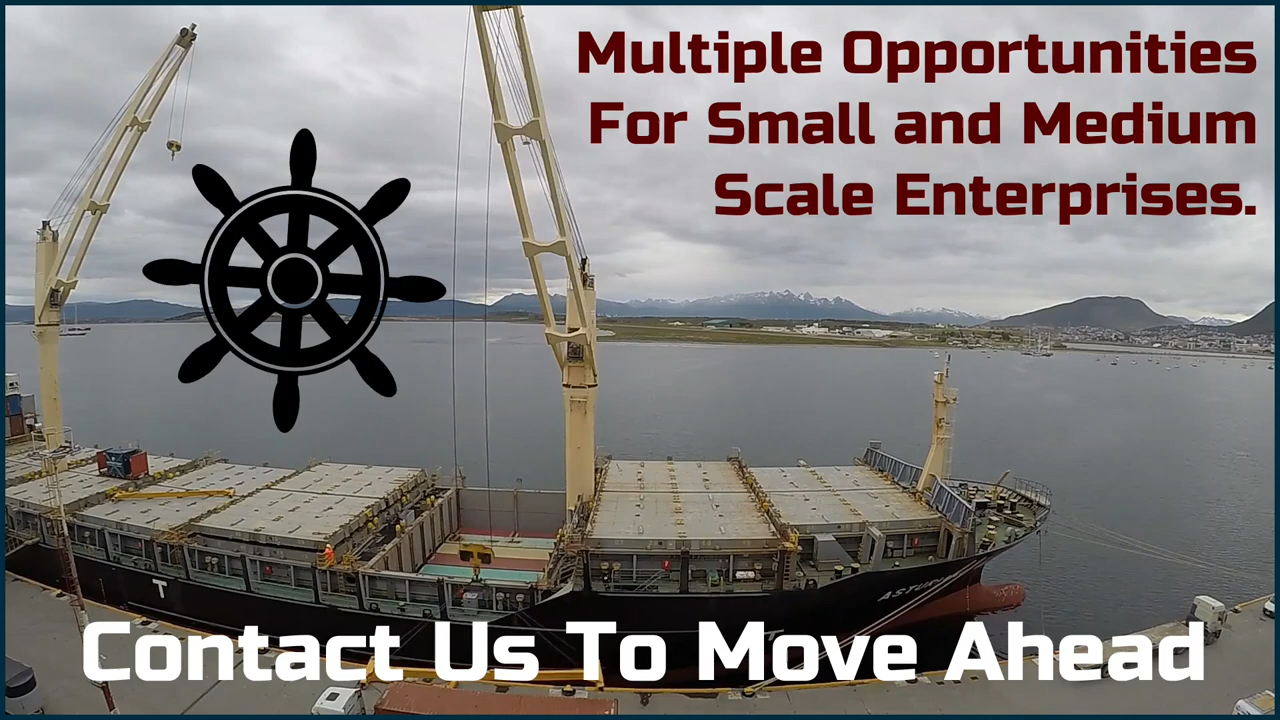 Multiple Opportunities
For Small and Medium
Scale Enterprises.
T
Contact Us To Move Ahead